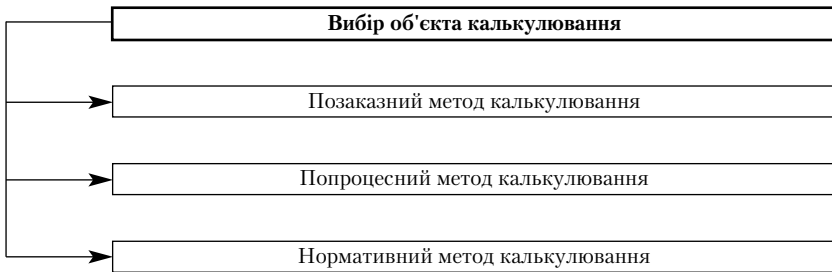 Вибір об'єкта калькулювання
Позаказний метод калькулювання
Попроцесний метод калькулювання
Нормативний метод калькулювання